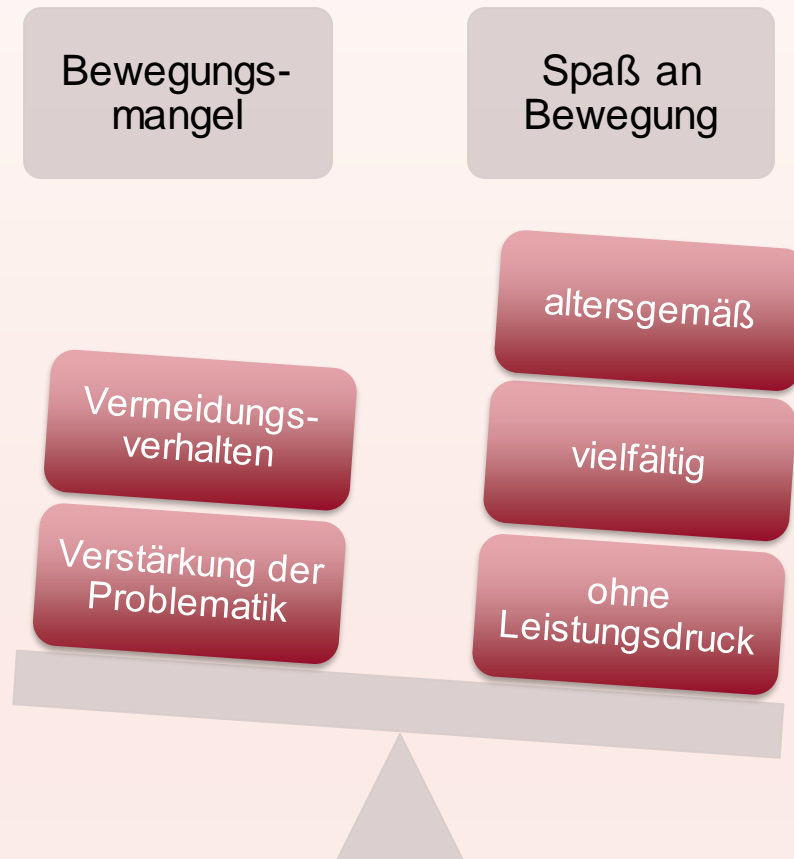 Bewegungs-
mangel
Spaß an
Bewegung
Vermeidungs-
verhalten
Verstärkung der
Problematik
altersgemäß
vielfältig
ohne
Leistungsdruck